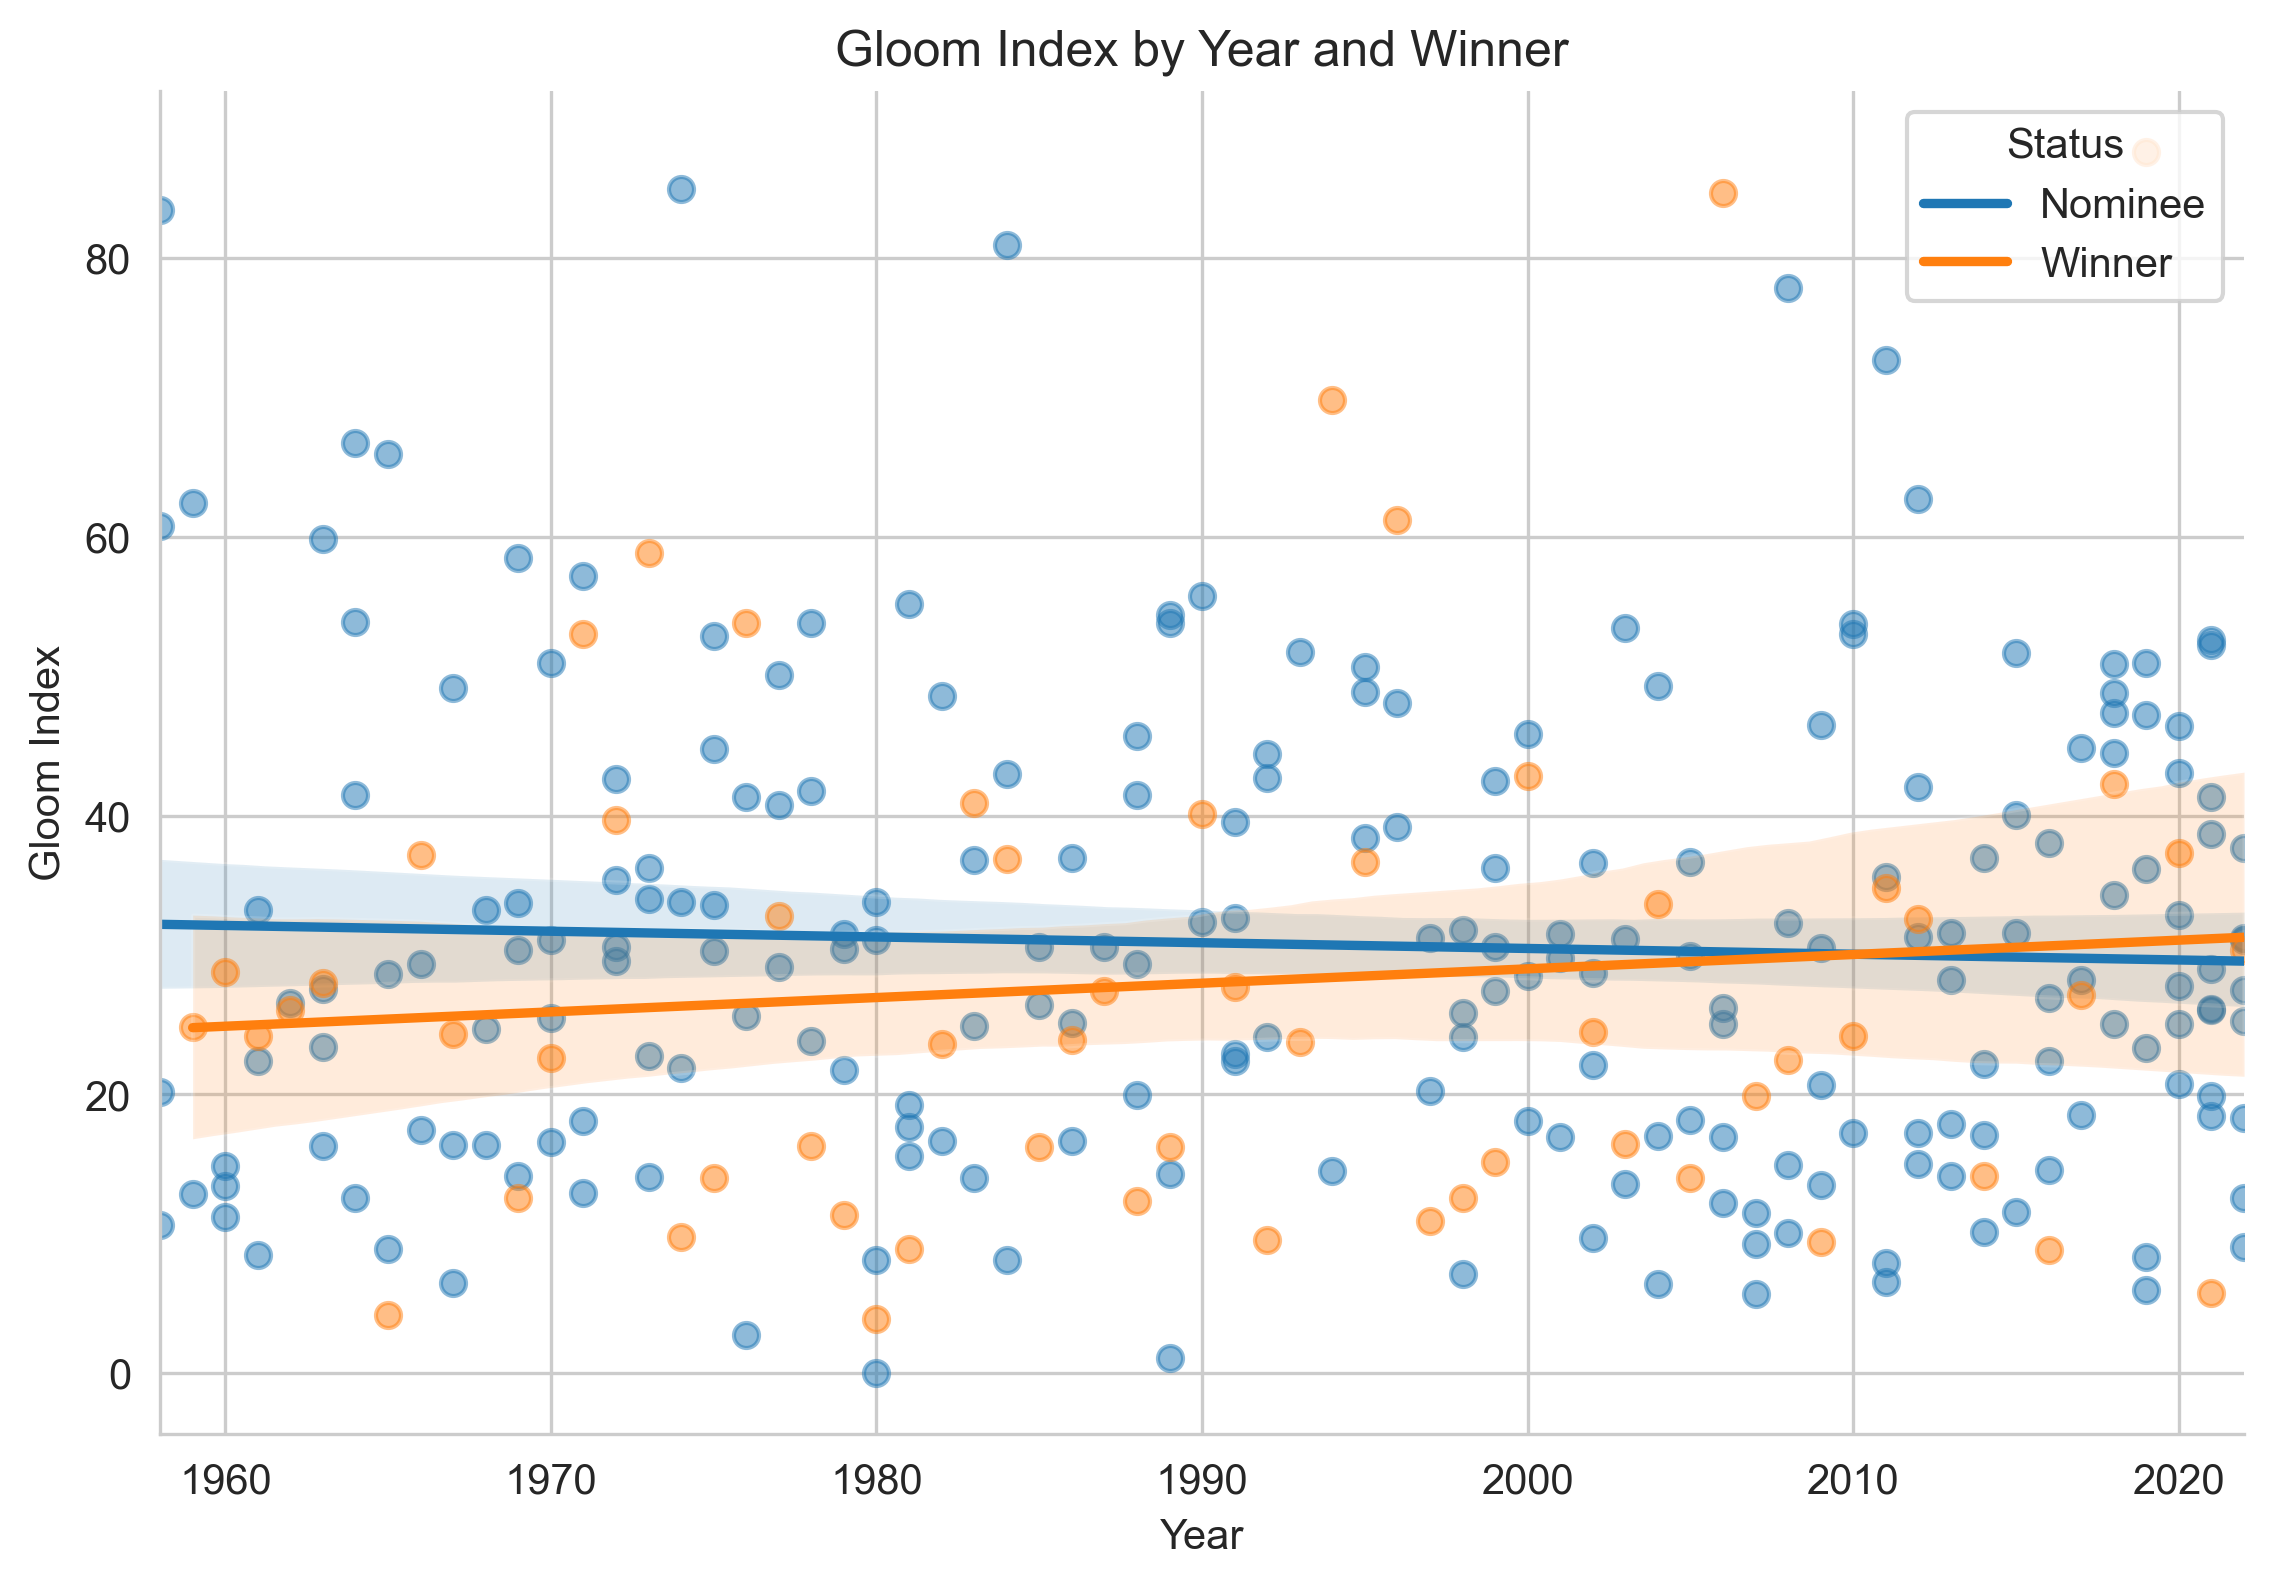 Gloom Index by Year and Winner
Status
Nominee
Winner
80
60
40
20
0
Gloom Index
1960 1970 1980 1990 2000 2010 2020
Year